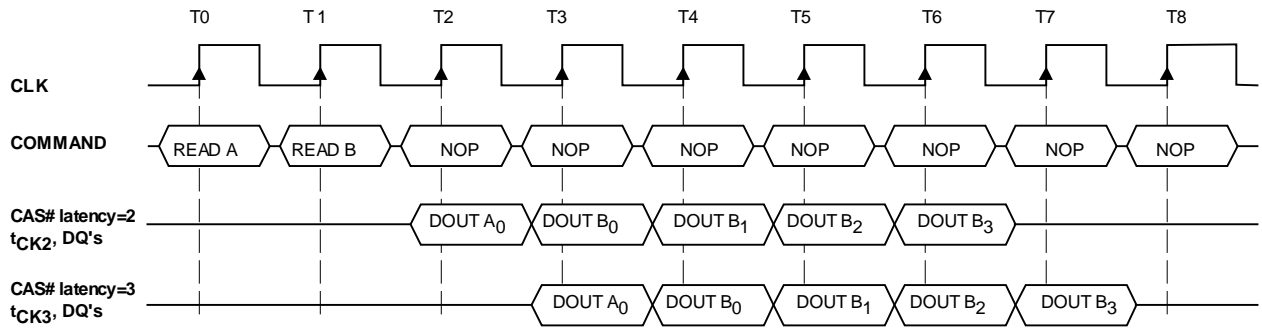 T0 T1 T2 T3 T4 T5 T6 T7 T8
CLK
COMMAND READ A READ B NOP NOP NOP NOP NOP NOP NOP
CAS# latency=2
tCK2, DQ's DOUT A0 DOUT B0 DOUT B1 DOUT B2 DOUT B3
CAS# latency=3
tCK3, DQ's DOUT A0 DOUT B0 DOUT B1 DOUT B2 DOUT B3